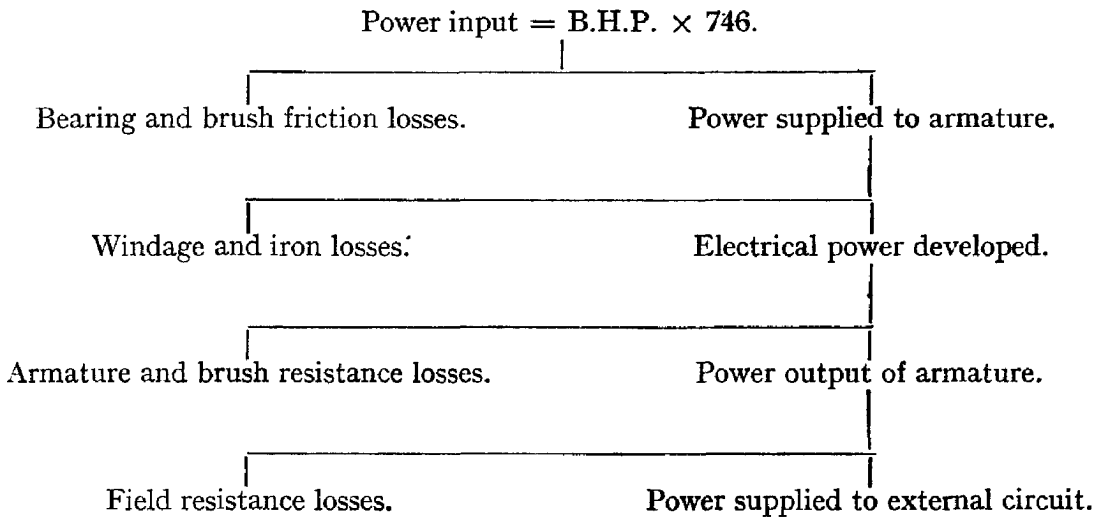 Power input = B.H.P. × 746.
Bearing and brush friction losses. Power supplied to armature.
Windage and iron losses. Electrical power developed.
Armature and brush resistance losses. Power output of armature.
Field resistance losses. Power supplied to external circuit.